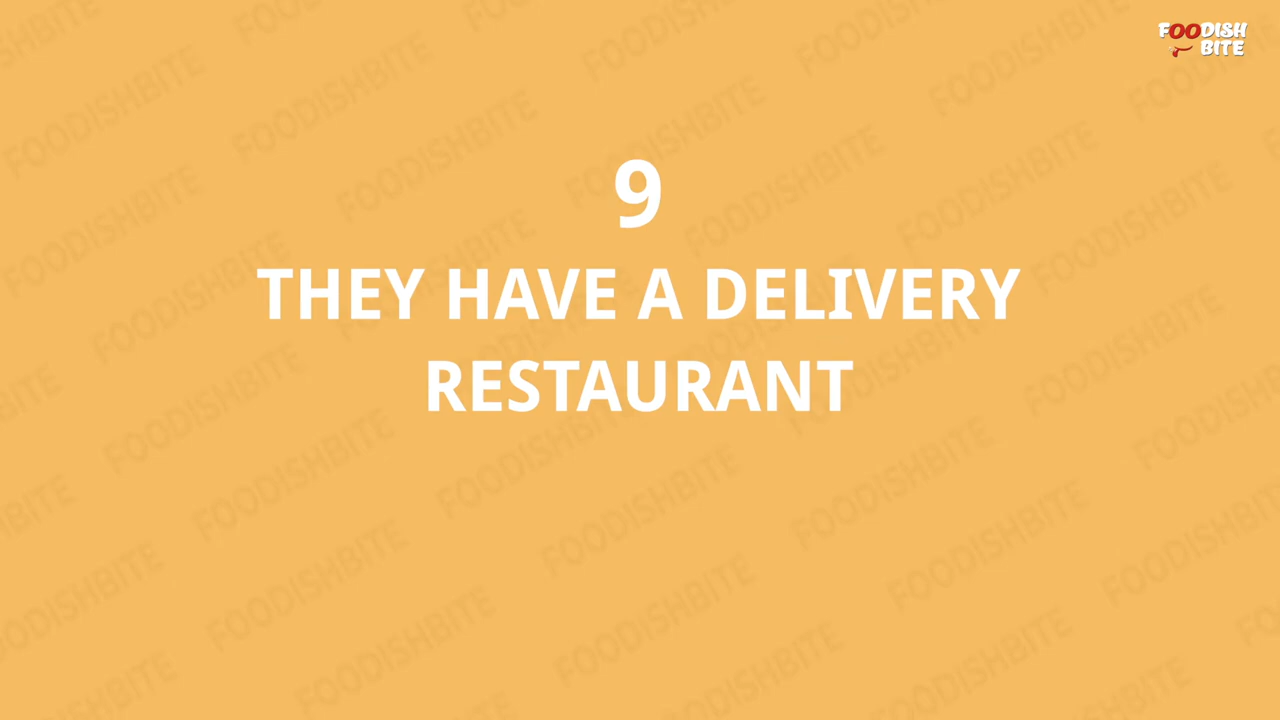 FOODISH
BITE
9
THEY HAVE A DELIVERY
RESTAURANT